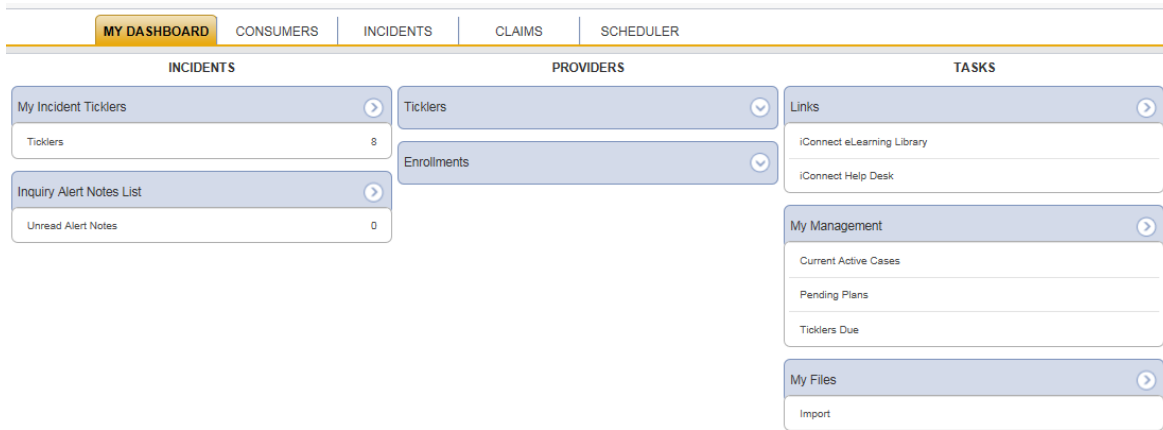 MY DASHBOARD CONSUMERS INCIDENTS CLAIMS SCHEDULER
INCIDENTS
My Incident Ticklers
Ticklers 8
Inquiry Alert Notes List
Unread Alert Notes 0
PROVIDERS
Ticklers
Enrollments
TASKS
Links
iConnect eLearning Library
iConnect Help Desk
My Management
Current Active Cases
Pending Plans
Ticklers Due
My Files
Import